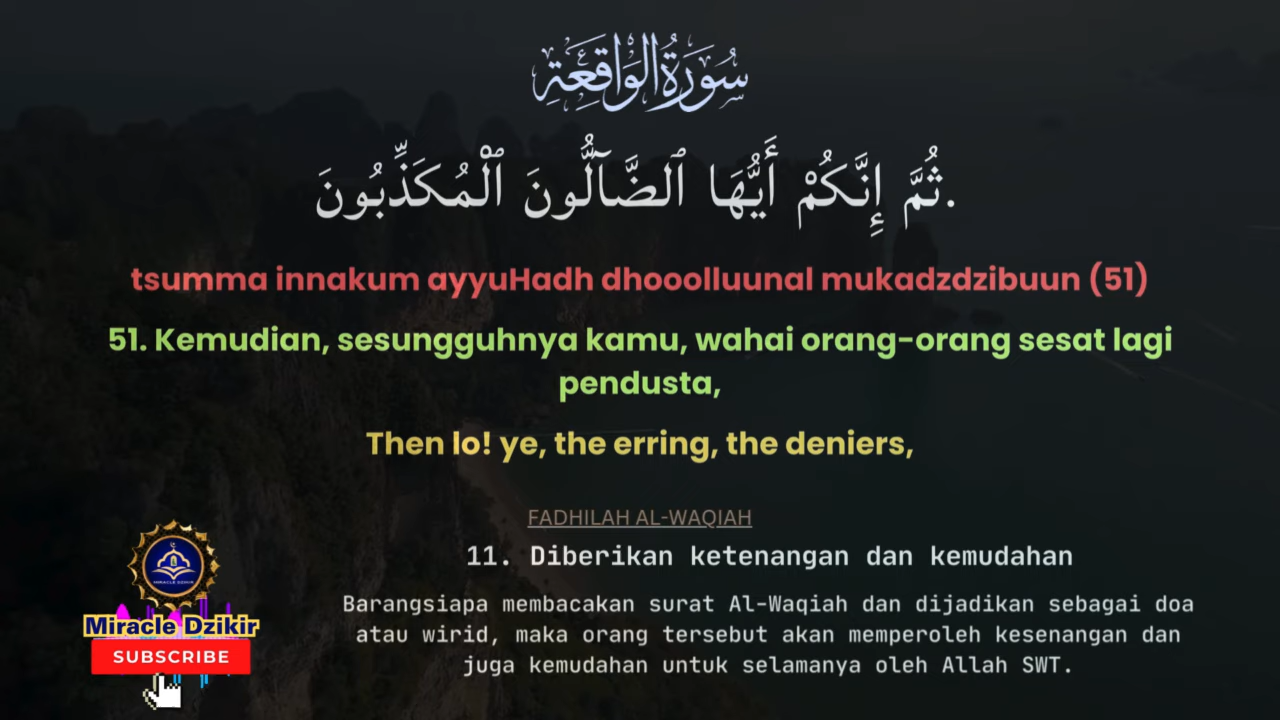 سُورَةُ الوَاقِعَةِ
ثُمَّ إِنَّكُمْ أَيُّهَا ٱلضَّآلُّونَ ٱلْمُكَذِّبُونَ.
tsumma innakum ayyuHadh dhooolluunal mukadzdzibuun (51)
51. Kemudian, sesungguhnya kamu, wahai orang-orang sesat lagi
pendusta,
Then lo! ye, the erring, the deniers,
FADHILAH AL-WAQIAH
11. Diberikan ketenangan dan kemudahan
Barangsiapa membacakan surat Al-Waqiah dan dijadikan sebagai doa
atau wirid, maka orang tersebut akan memperoleh kesenangan dan
juga kemudahan untuk selamanya oleh Allah SWT.
MIRACLE DZIKIR
Miracle Dzikir
SUBSCRIBE